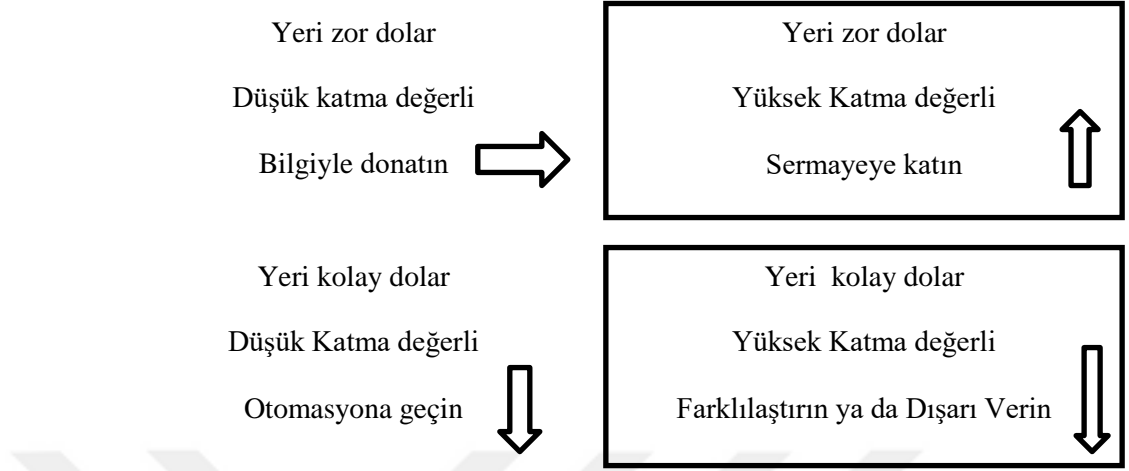 Yeri zor dolar
Düşük katma değerli
Bilgiyle donatın
Yeri zor dolar
Yüksek Katma değerli
Sermayeye katın
Yeri kolay dolar
Düşük Katma değerli
Otomasyona geçin
Yeri kolay dolar
Yüksek Katma değerli
Farklılaştırın ya da Dışarı Verin